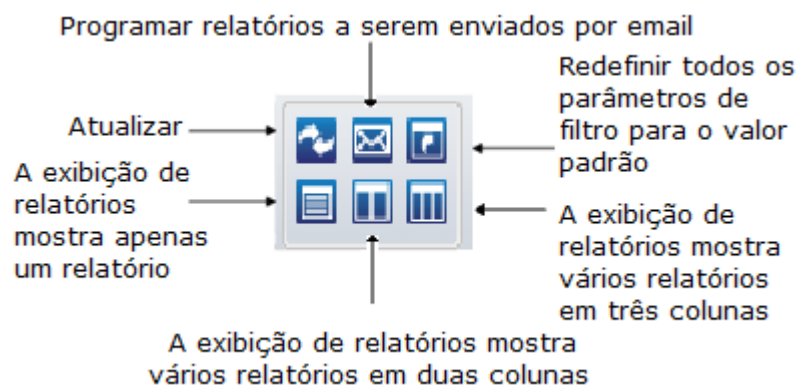 Programar relatórios a serem enviados por email
Redefinir todos os
parâmetros de
filtro para o valor
padrão
Atualizar
A exibição de
relatórios
mostra apenas
um relatório
A exibição de
relatórios mostra
vários relatórios
em três colunas
A exibição de relatórios mostra
vários relatórios em duas colunas